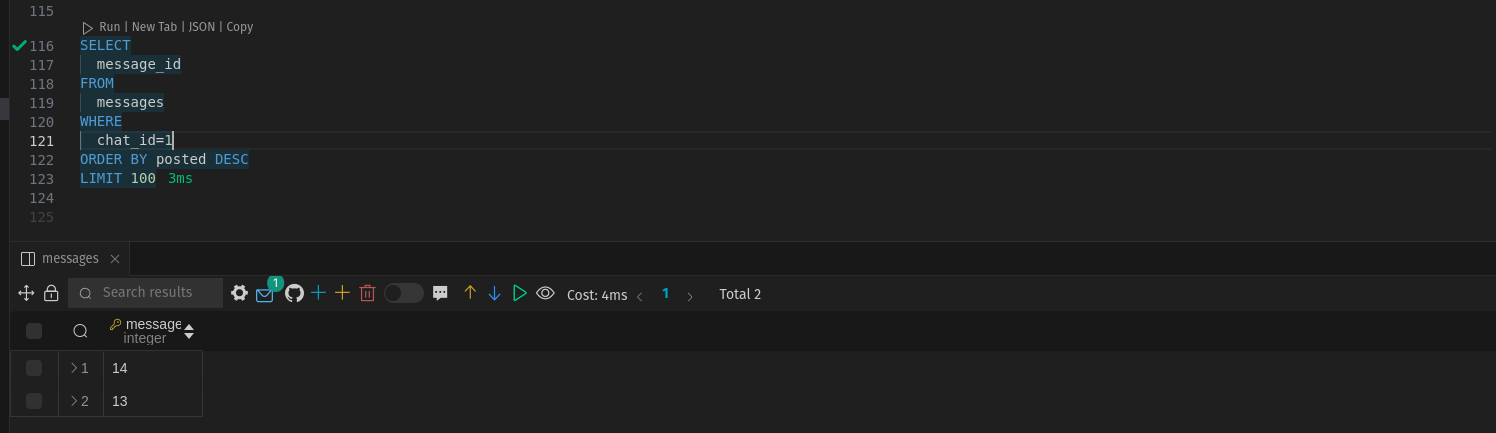 115
Run | New Tab | JSON | Copy
116 SELECT
117 message_id
118 FROM
119 messages
120 WHERE
121 chat_id=1
122 ORDER BY posted DESC
123 LIMIT 100 3ms
124
125
messages
Search results 1 Cost: 4ms 1 Total 2
message
integer
1 14
2 13